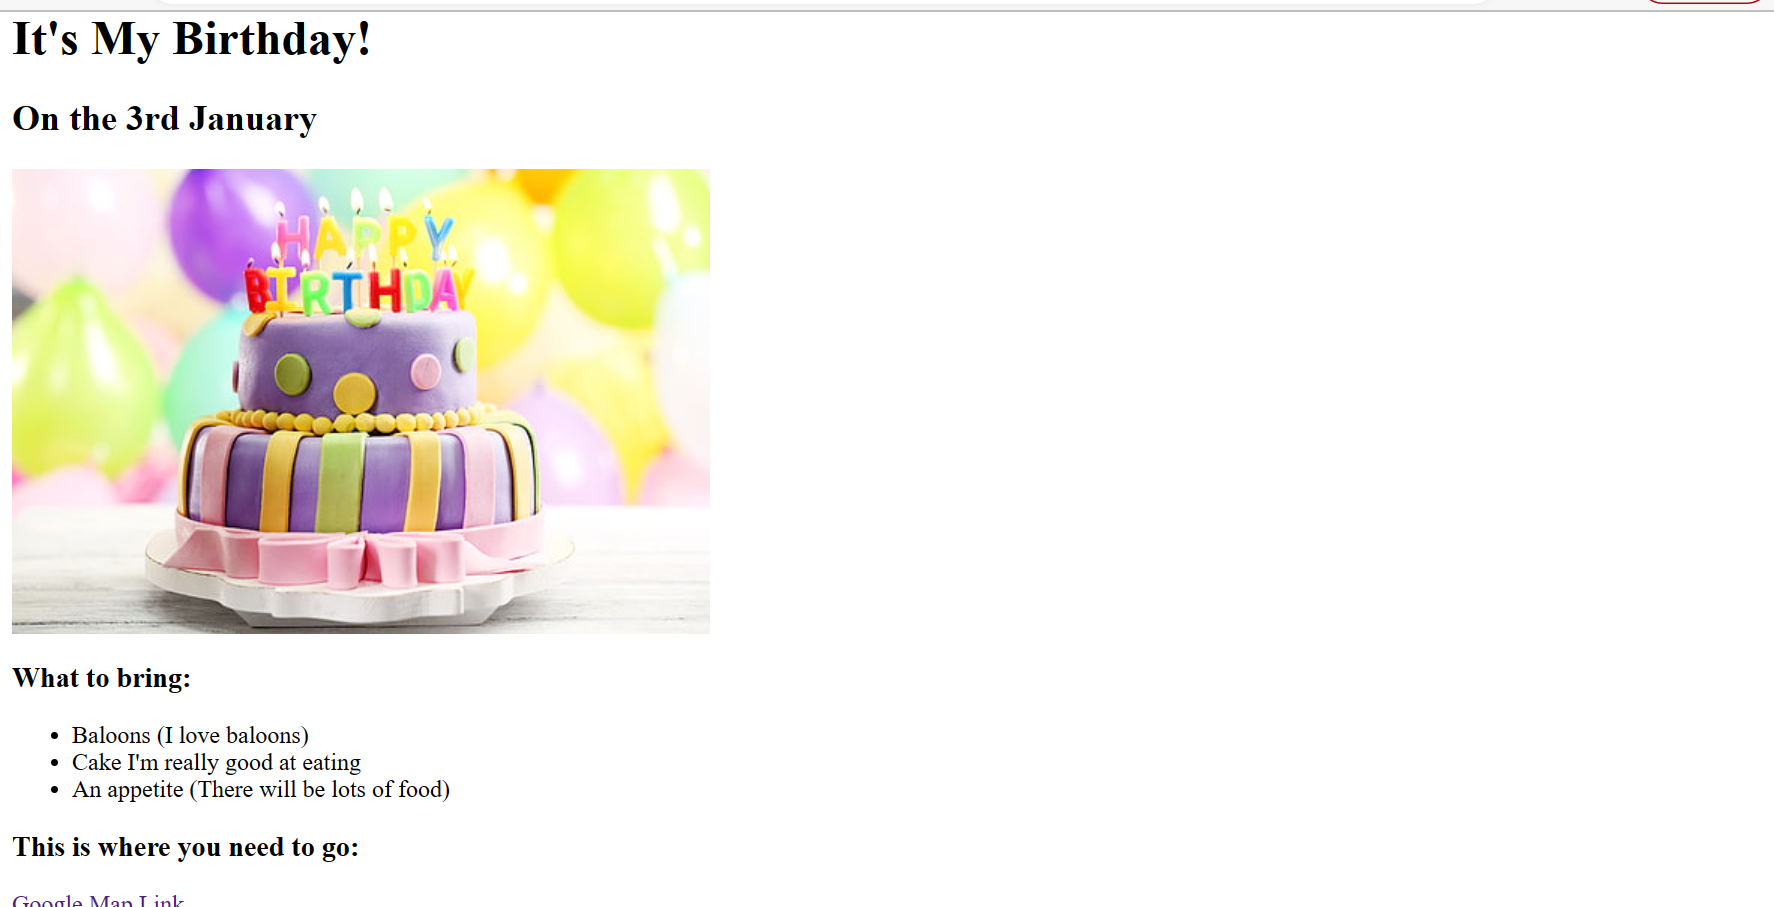 It's My Birthday!
On the 3rd January
HAPPY
BIRTHDAY
What to bring:
Baloons (I love baloons)
Cake I'm really good at eating
An appetite (There will be lots of food)
This is where you need to go:
Google Map Link